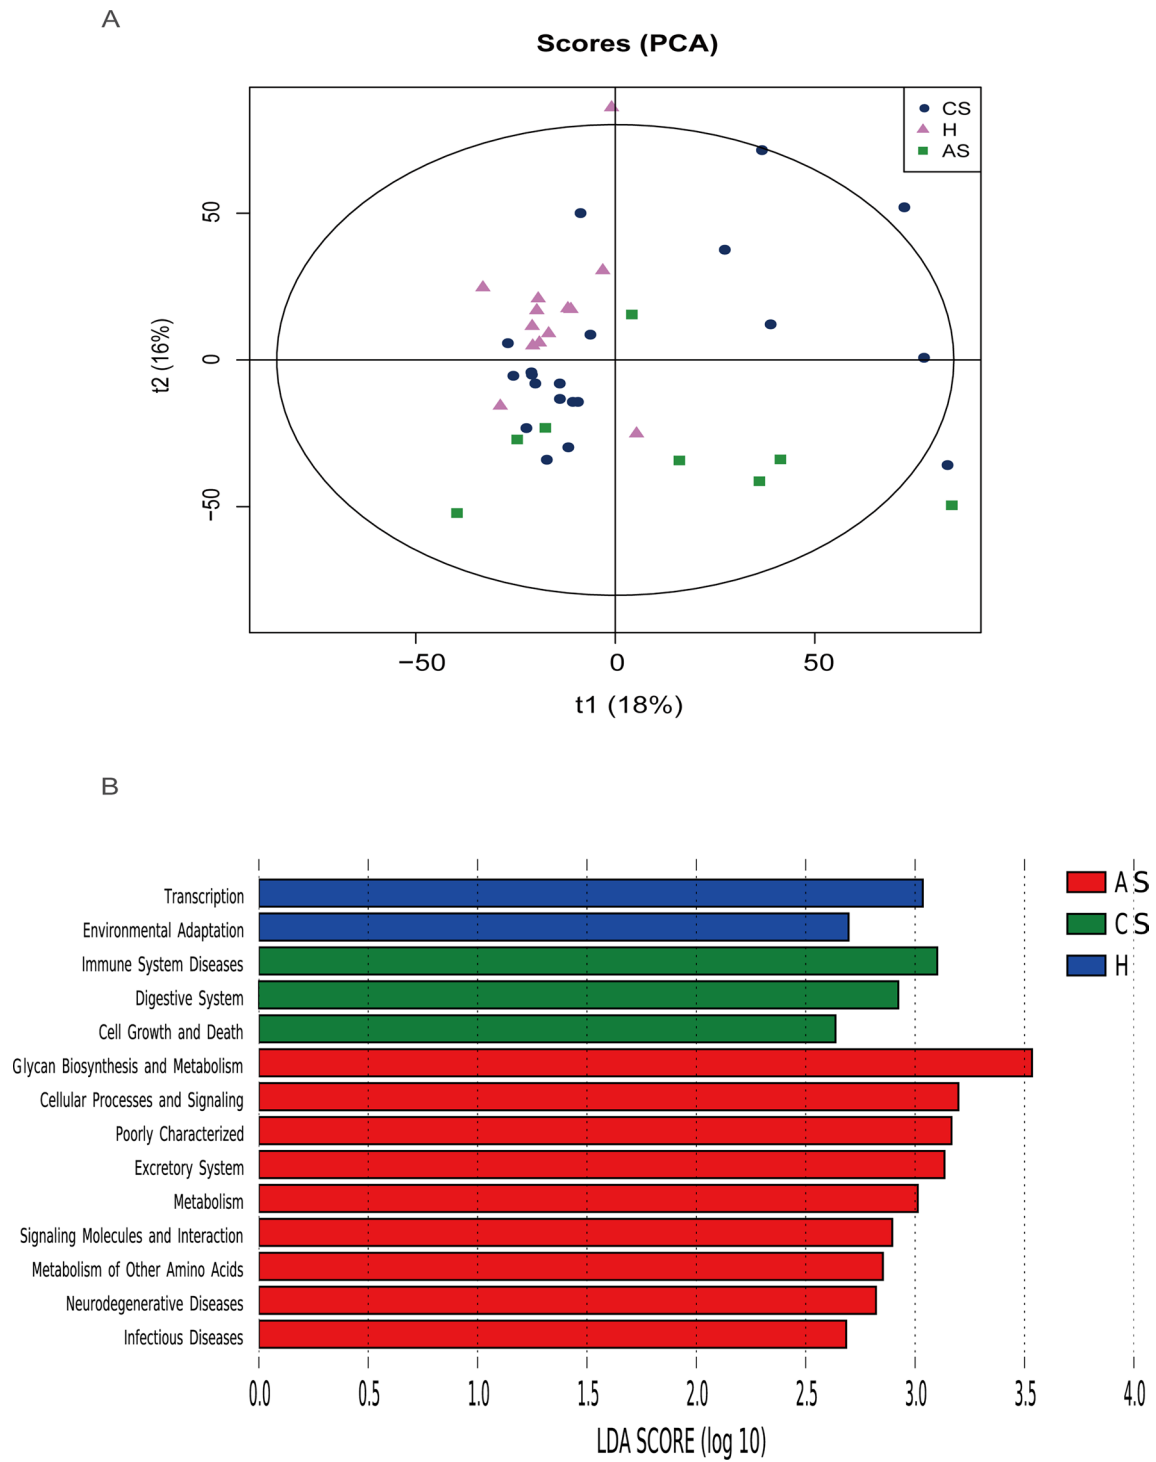 A
Scores (PCA)
CS
H
AS
50
0
−50
t2 (16%)
−50
0
50
t1 (18%)
B
A S
C S
H
Transcription
Environmental Adaptation
Immune System Diseases
Digestive System
Cell Growth and Death
Glycan Biosynthesis and Metabolism
Cellular Processes and Signaling
Poorly Characterized
Excretory System
Metabolism
Signaling Molecules and Interaction
Metabolism of Other Amino Acids
Neurodegenerative Diseases
Infectious Diseases
0.0 0.5 1.0 1.5 2.0 2.5 3.0 3.5 4.0
LDA SCORE (log 10)